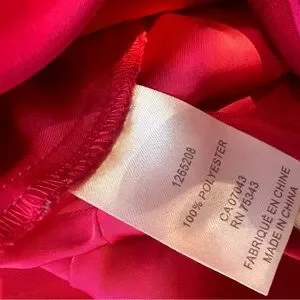 1265208
100% POLYESTER
CA 07043
RN 75343
FABRIQUÉ EN CHINE
MADE IN CHINA